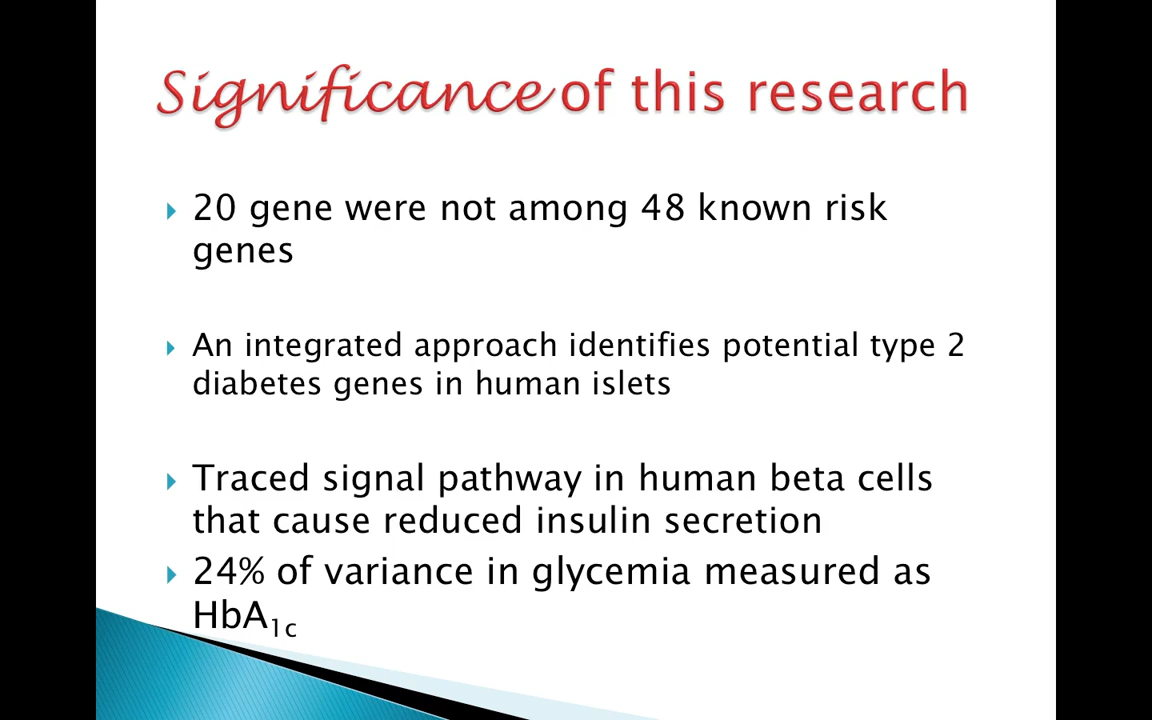 Significance of this research
20 gene were not among 48 known risk
genes
An integrated approach identifies potential type 2
diabetes genes in human islets
Traced signal pathway in human beta cells
that cause reduced insulin secretion
24% of variance in glycemia measured as
HbA1c